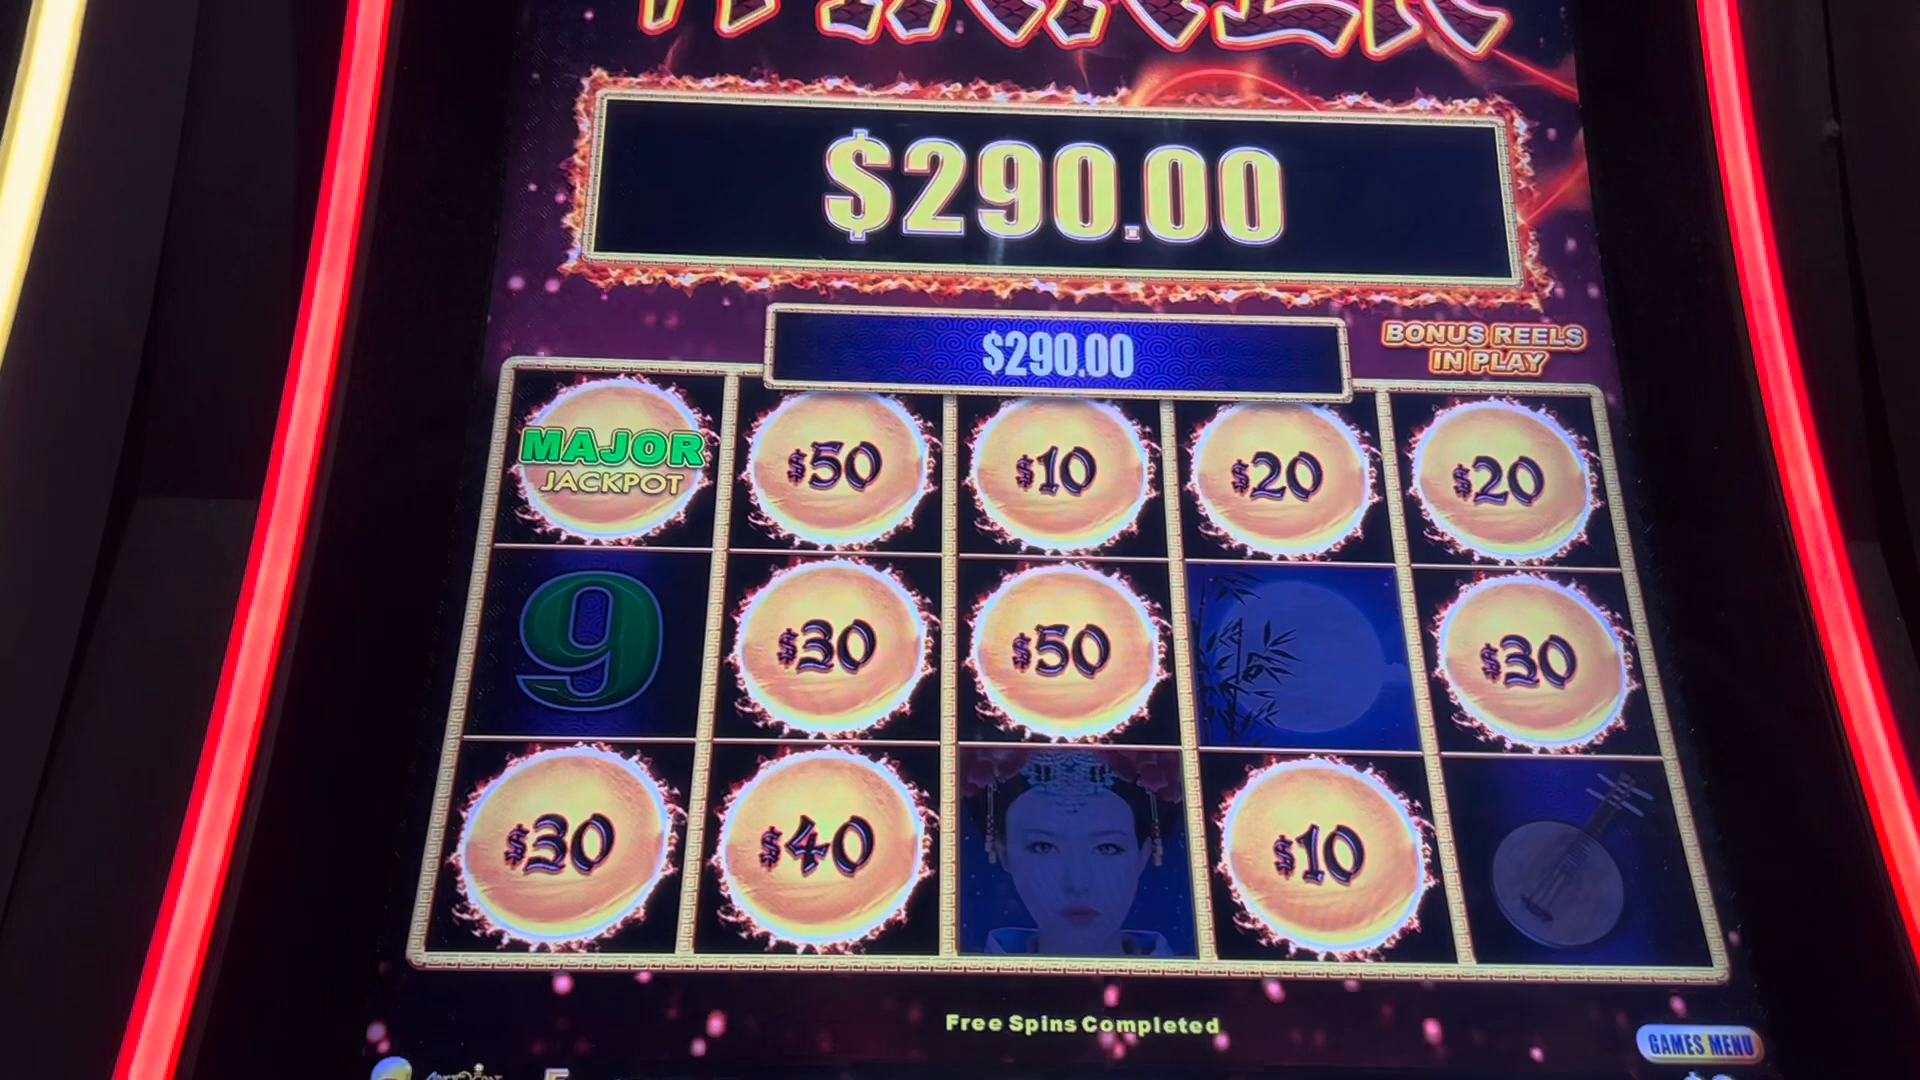 $290.00
$290.00
BONUS REELS
IN PLAY
MAJOR
JACKPOT
$50
$10
$20
$20
9
$30
$50
$30
$30
$40
$10
Free Spins Completed
GAMES MENU